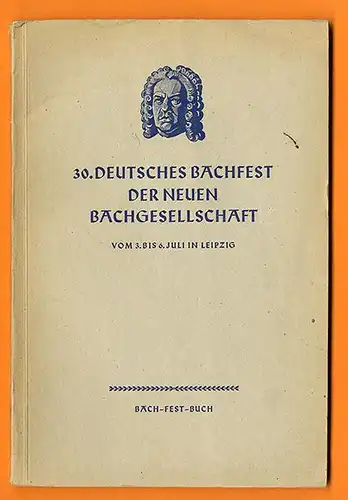 30. DEUTSCHES BACHFEST
DER NEUEN
BACHGESELLSCHAFT
VOM 3. BIS 6. JULI IN LEIPZIG
BACH-FEST-BUCH